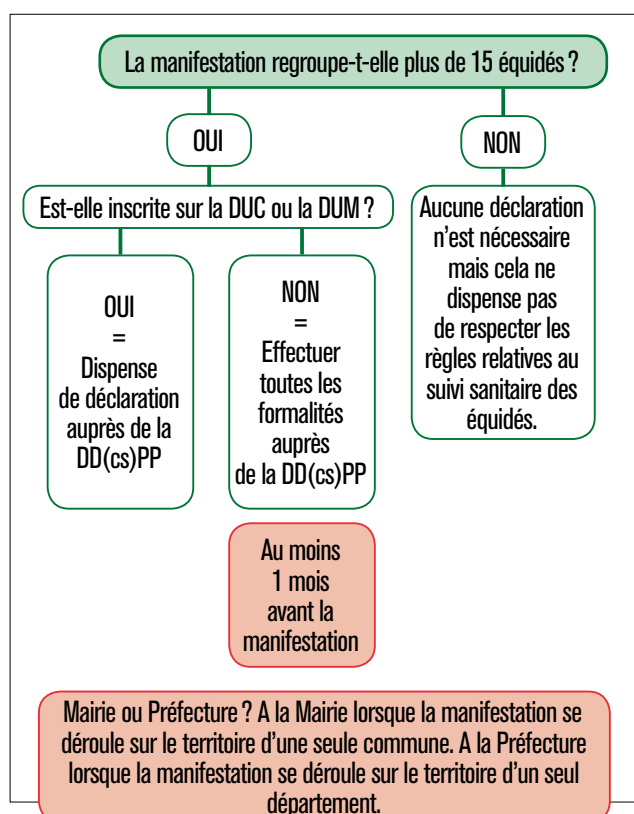 La manifestation regroupe-t-elle plus de 15 équidés ?
OUI
NON
Est-elle inscrite sur la DUC ou la DUM ?
OUI
=
Dispense
de déclaration
auprès de la
DD(cs)PP
NON
=
Effectuer
toutes les
formalités
auprès
de la DD(cs)PP
Aucune déclaration
n'est nécessaire
mais cela ne
dispense pas
de respecter les
règles relatives au
suivi sanitaire des
équidés.
Au moins
1 mois
avant la
manifestation
Mairie ou Préfecture ? A la Mairie lorsque la manifestation se
déroule sur le territoire d'une seule commune. A la Préfecture
lorsque la manifestation se déroule sur le territoire d'un seul
département.